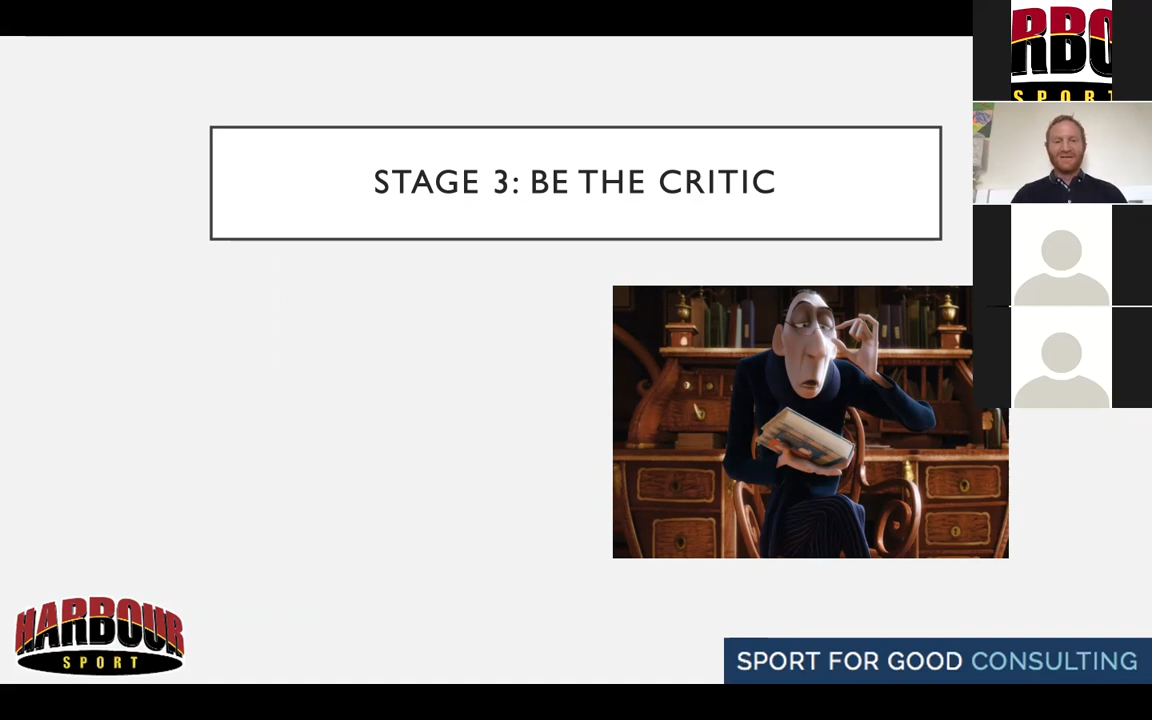 RBO
SPORT
STAGE 3: BE THE CRITIC
HARBOUR
SPORT
SPORT FOR GOOD CONSULTING